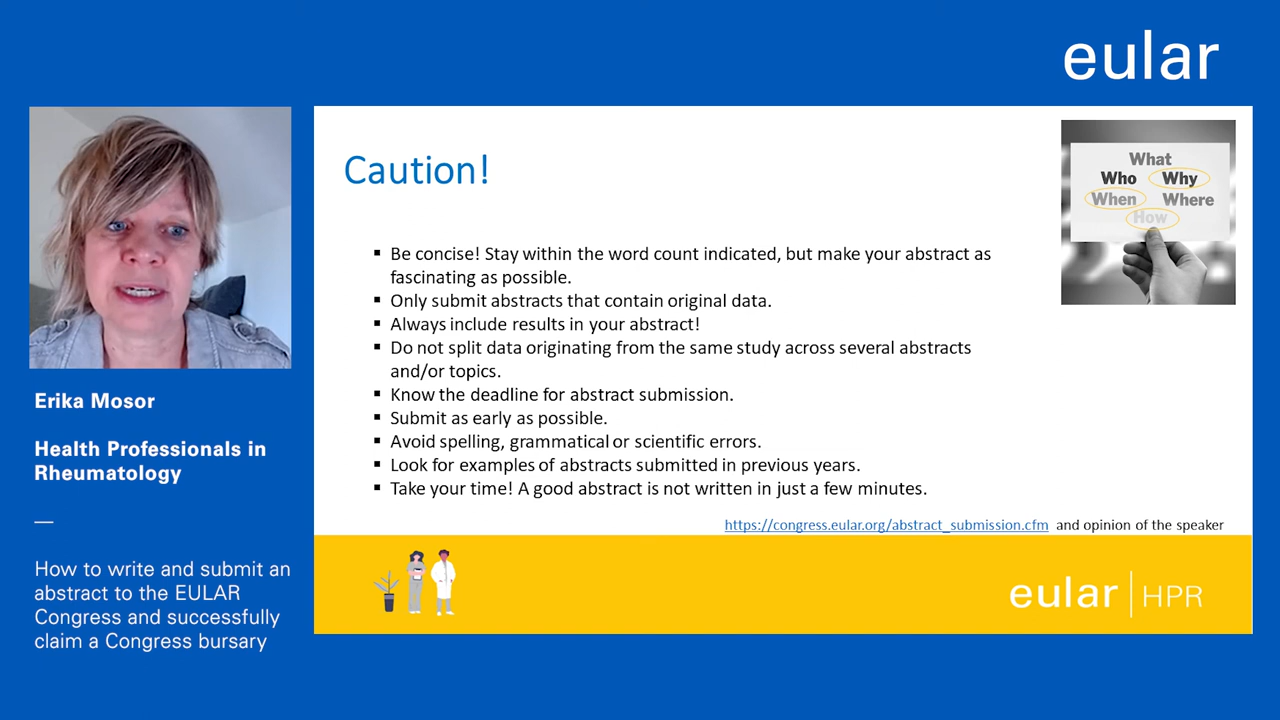 eular
Caution!
What
Who Why
When Where
How
▪ Be concise! Stay within the word count indicated, but make your abstract as
fascinating as possible.
▪ Only submit abstracts that contain original data.
▪ Always include results in your abstract!
▪ Do not split data originating from the same study across several abstracts
and/or topics.
▪ Know the deadline for abstract submission.
▪ Submit as early as possible.
▪ Avoid spelling, grammatical or scientific errors.
▪ Look for examples of abstracts submitted in previous years.
▪ Take your time! A good abstract is not written in just a few minutes.
https://congress.eular.org/abstract_submission.cfm and opinion of the speaker
eular | HPR
Erika Mosor
Health Professionals in
Rheumatology
—
How to write and submit an
abstract to the EULAR
Congress and successfully
claim a Congress bursary